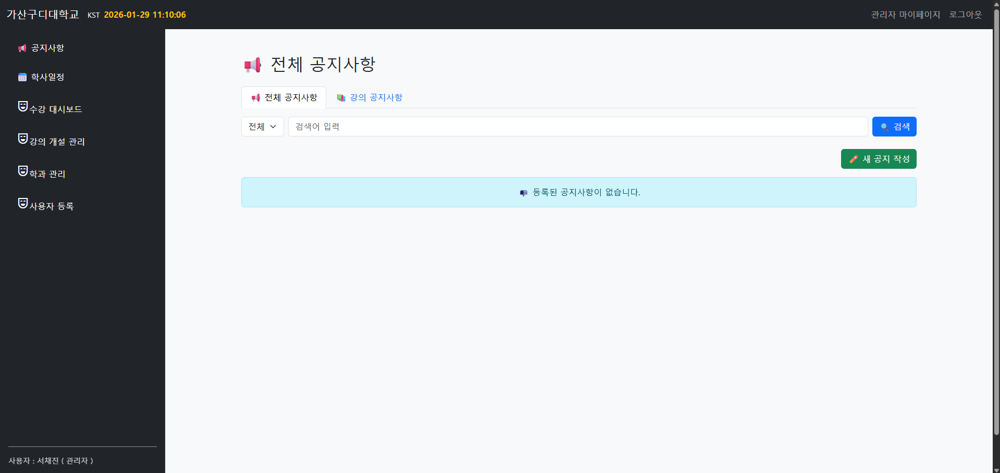 가산구디대학교 KST 2026-01-29 11:10:06
관리자 마이페이지 로그아웃
공지사항
학사일정
수강 대시보드
강의 개설 관리
학과 관리
사용자 등록
사용자 : 서채진 ( 관리자 )
전체 공지사항
전체 공지사항 강의 공지사항
전체 검색어 입력 검색
새 공지 작성
등록된 공지사항이 없습니다.